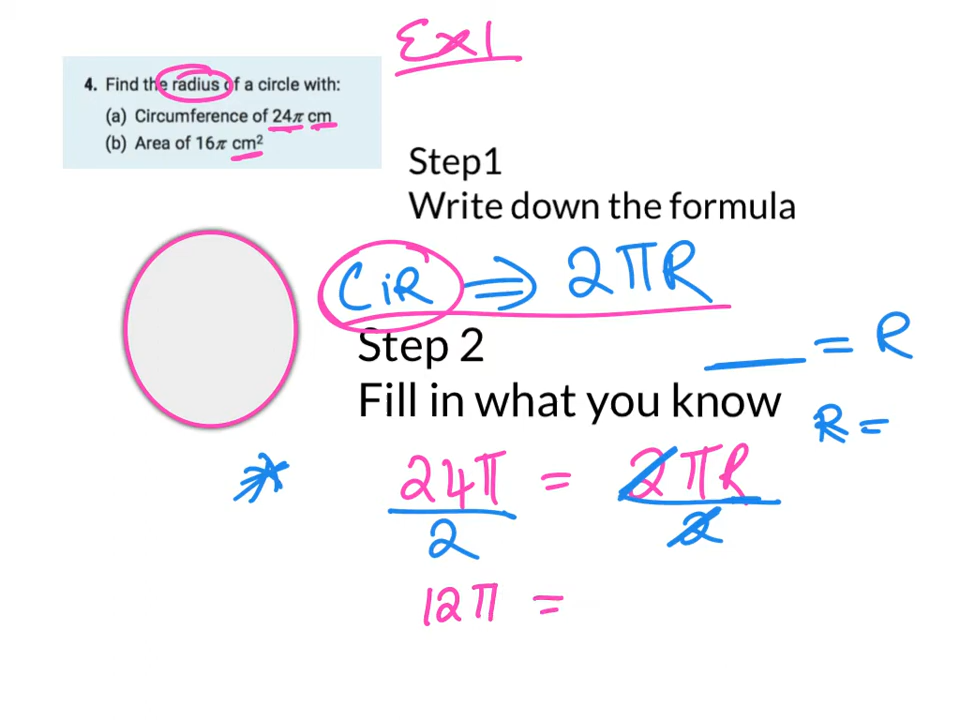 Ex1
4. Find the radius of a circle with:
(a) Circumference of 24π cm
(b) Area of 16π cm²
Step1
Write down the formula
CiR ⇒ 2πR
Step 2
Fill in what you know
___ = R
R =
24π = 2πR
2 2
12π =